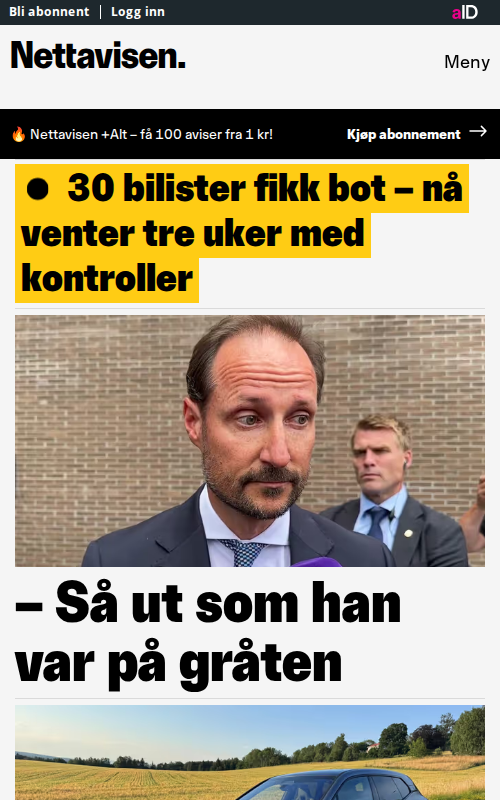 Bli abonnent | Logg inn
aID
Nettavisen.
Meny
🔥 Nettavisen +Alt – få 100 aviser fra 1 kr!
Kjøp abonnement →
● 30 bilister fikk bot – nå
venter tre uker med
kontroller
– Så ut som han
var på gråten